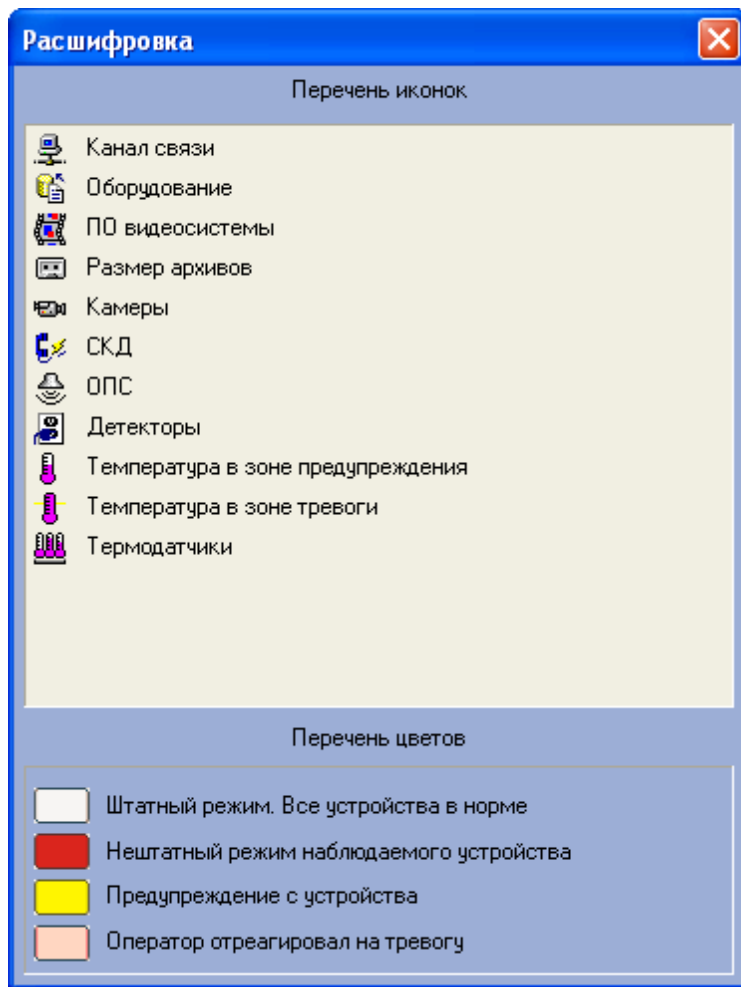 Расшифровка
Перечень иконок
Канал связи
Оборудование
ПО видеосистемы
Размер архивов
Камеры
СКД
ОПС
Детекторы
Температура в зоне предупреждения
Температура в зоне тревоги
Термодатчики
Перечень цветов
Штатный режим. Все устройства в норме
Нештатный режим наблюдаемого устройства
Предупреждение с устройства
Оператор отреагировал на тревогу